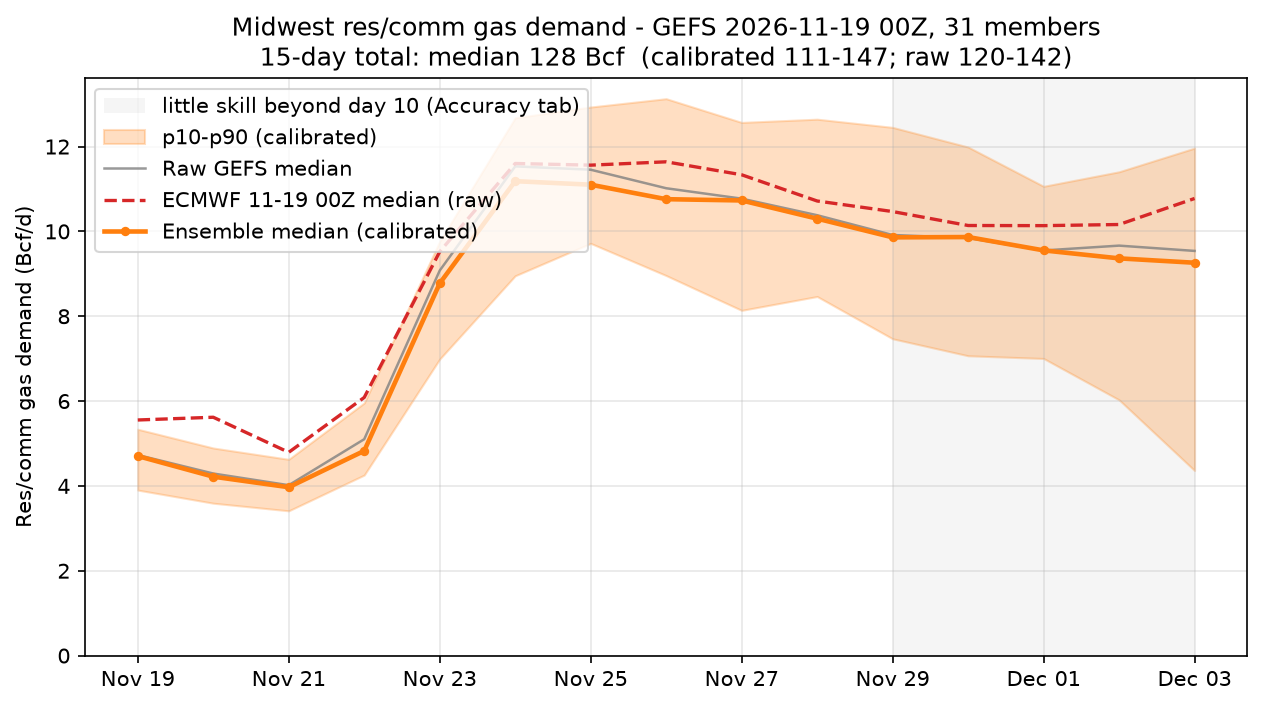 Midwest res/comm gas demand - GEFS 2026-11-19 00Z, 31 members
15-day total: median 128 Bcf  (calibrated 111-147; raw 120-142)
little skill beyond day 10 (Accuracy tab)
p10-p90 (calibrated)
Raw GEFS median
ECMWF 11-19 00Z median (raw)
Ensemble median (calibrated)
Res/comm gas demand (Bcf/d)
12
10
8
6
4
2
0
Nov 19 Nov 21 Nov 23 Nov 25 Nov 27 Nov 29 Dec 01 Dec 03